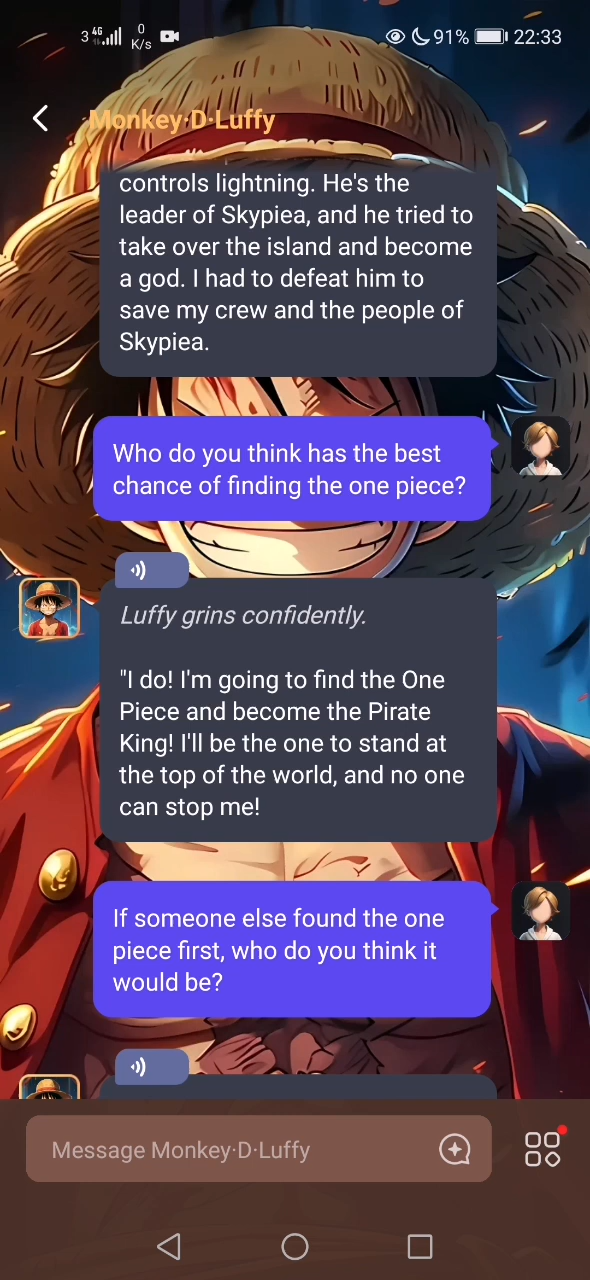 3 4G 0 K/s 91% 22:33
Monkey·D·Luffy
controls lightning. He's the
leader of Skypiea, and he tried to
take over the island and become
a god. I had to defeat him to
save my crew and the people of
Skypiea.
Who do you think has the best
chance of finding the one piece?
Luffy grins confidently.
"I do! I'm going to find the One
Piece and become the Pirate
King! I'll be the one to stand at
the top of the world, and no one
can stop me!
If someone else found the one
piece first, who do you think it
would be?
Message Monkey·D·Luffy